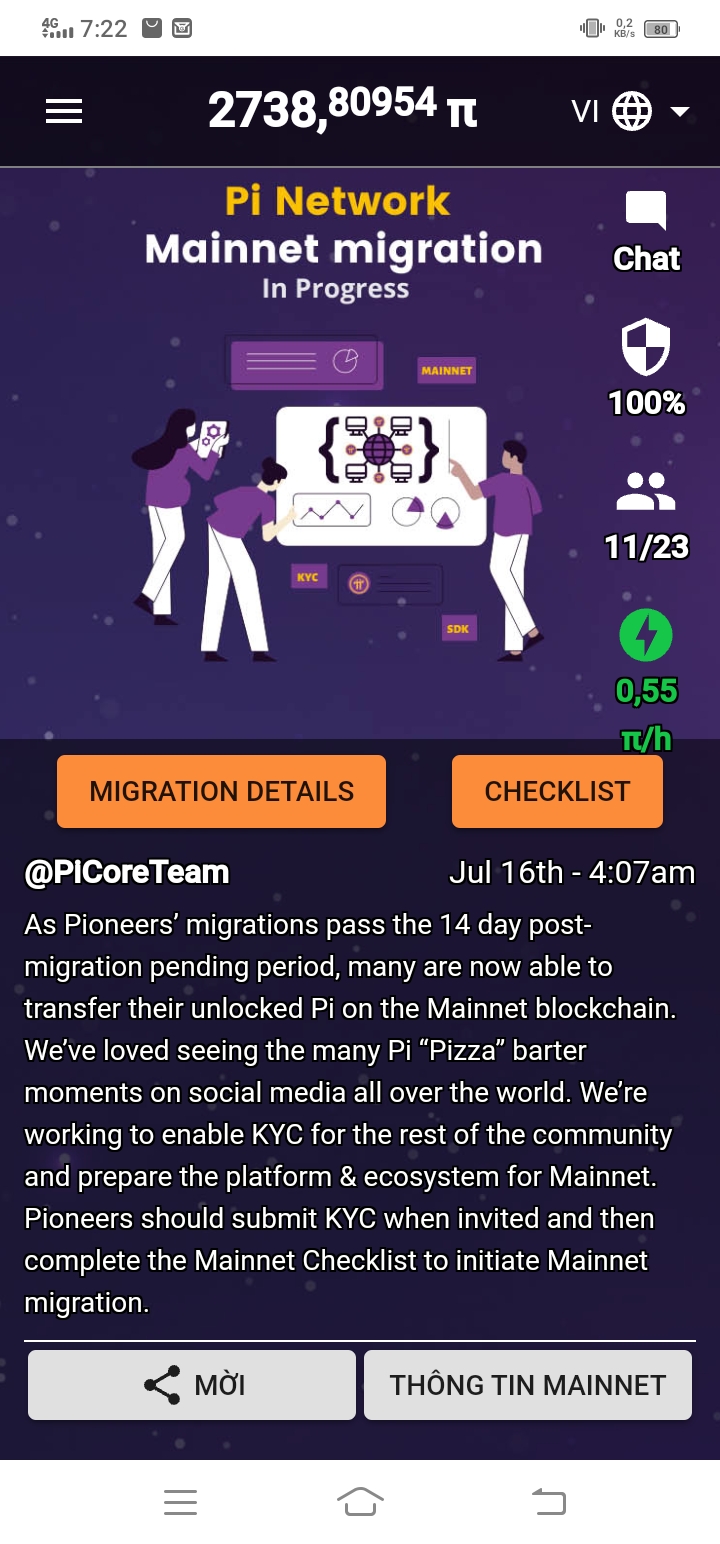 4G 7:22 0,2 KB/s 80
2738,80954 π VI
Pi Network
Mainnet migration
In Progress
Chat
MAINNET
100%
11/23
KYC
SDK
0,55
π/h
MIGRATION DETAILS CHECKLIST
@PiCoreTeam Jul 16th - 4:07am
As Pioneers’ migrations pass the 14 day post-
migration pending period, many are now able to
transfer their unlocked Pi on the Mainnet blockchain.
We’ve loved seeing the many Pi “Pizza” barter
moments on social media all over the world. We’re
working to enable KYC for the rest of the community
and prepare the platform & ecosystem for Mainnet.
Pioneers should submit KYC when invited and then
complete the Mainnet Checklist to initiate Mainnet
migration.
MỜI THÔNG TIN MAINNET